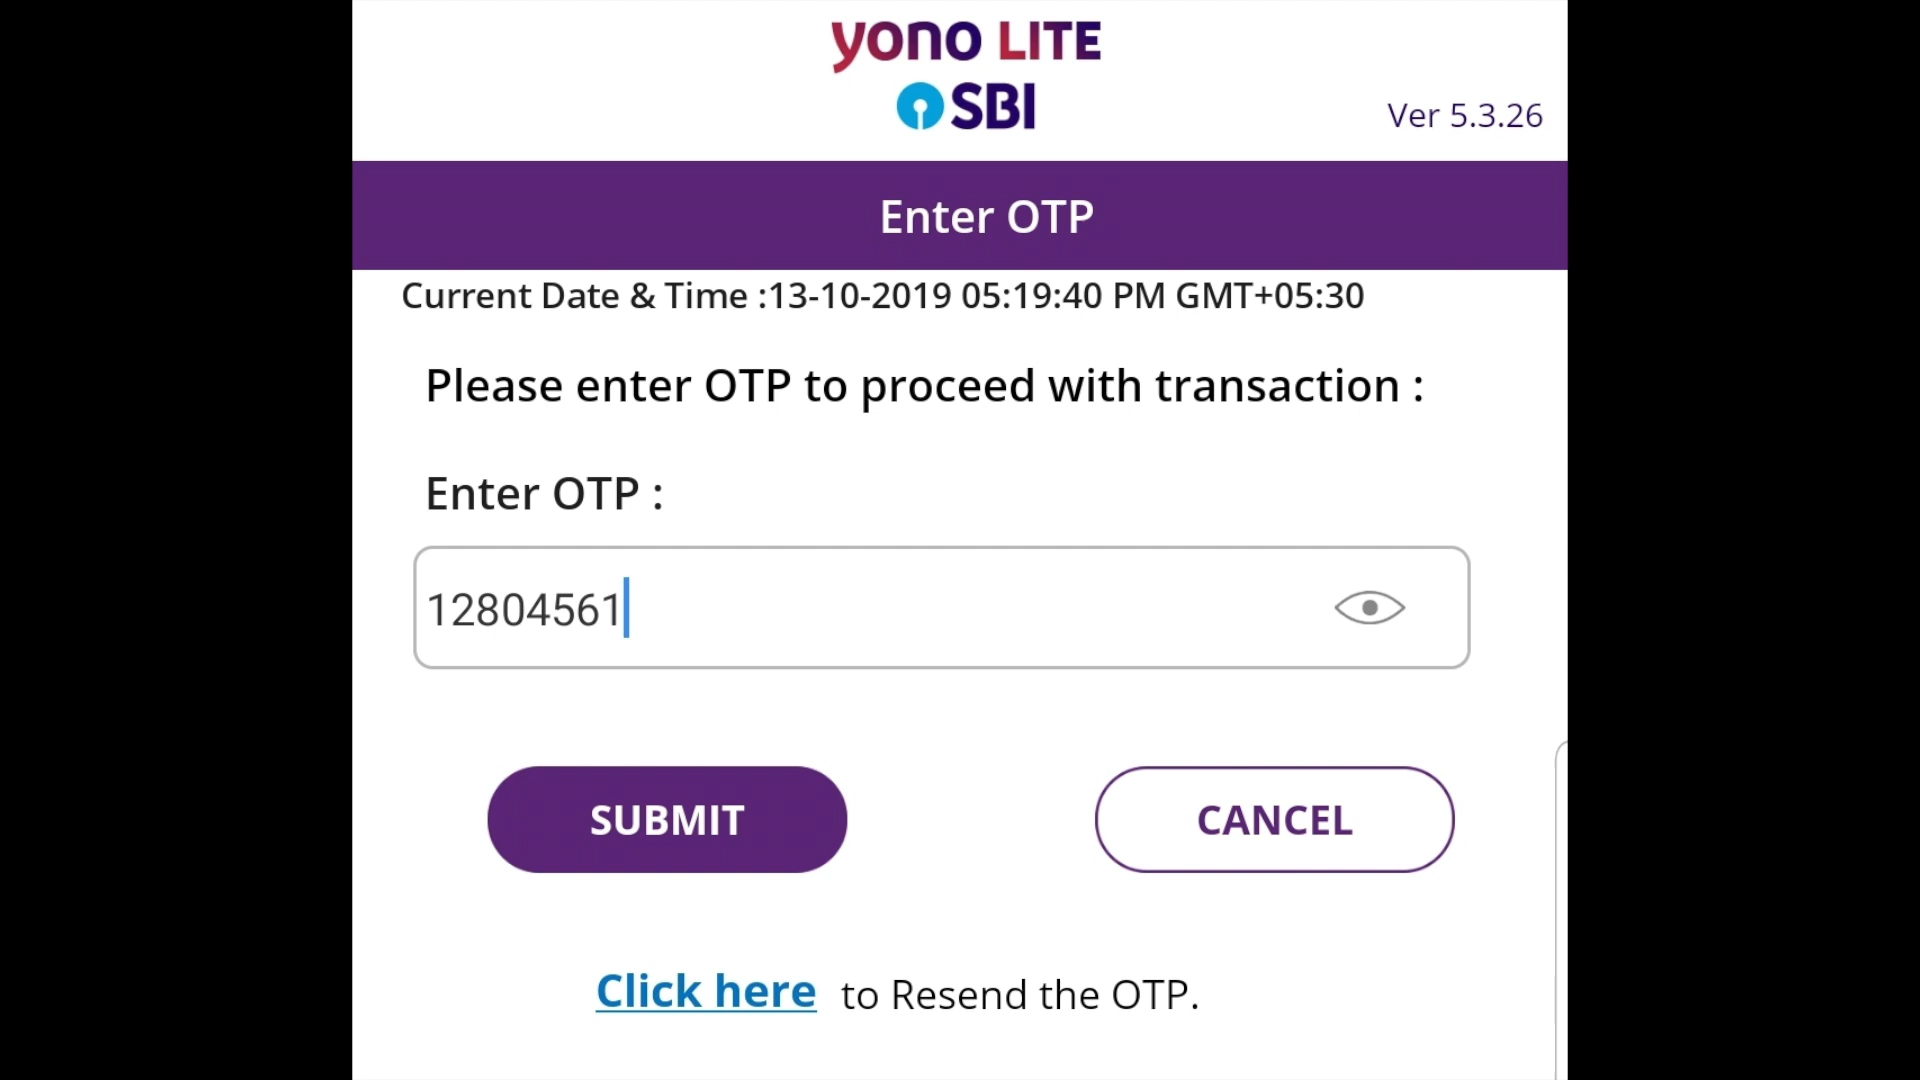 yono LITE
SBI
Ver 5.3.26
Enter OTP
Current Date & Time :13-10-2019 05:19:40 PM GMT+05:30
Please enter OTP to proceed with transaction :
Enter OTP :
12804561
SUBMIT
CANCEL
Click here to Resend the OTP.